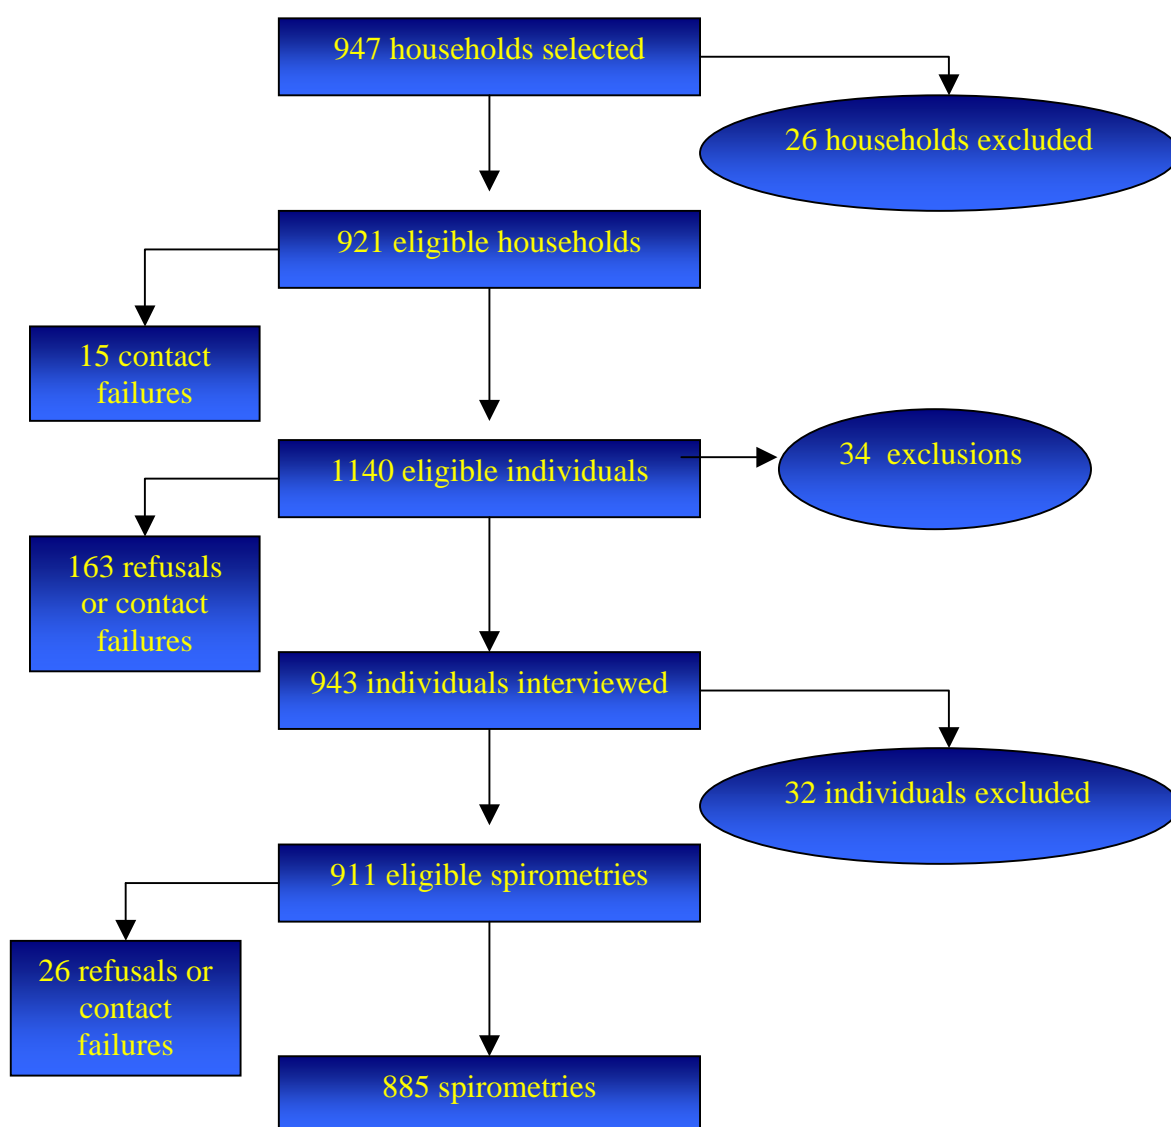 947 households selected
26 households excluded
921 eligible households
15 contact
failures
1140 eligible individuals
34 exclusions
163 refusals
or contact
failures
943 individuals interviewed
32 individuals excluded
911 eligible spirometries
26 refusals or
contact
failures
885 spirometries